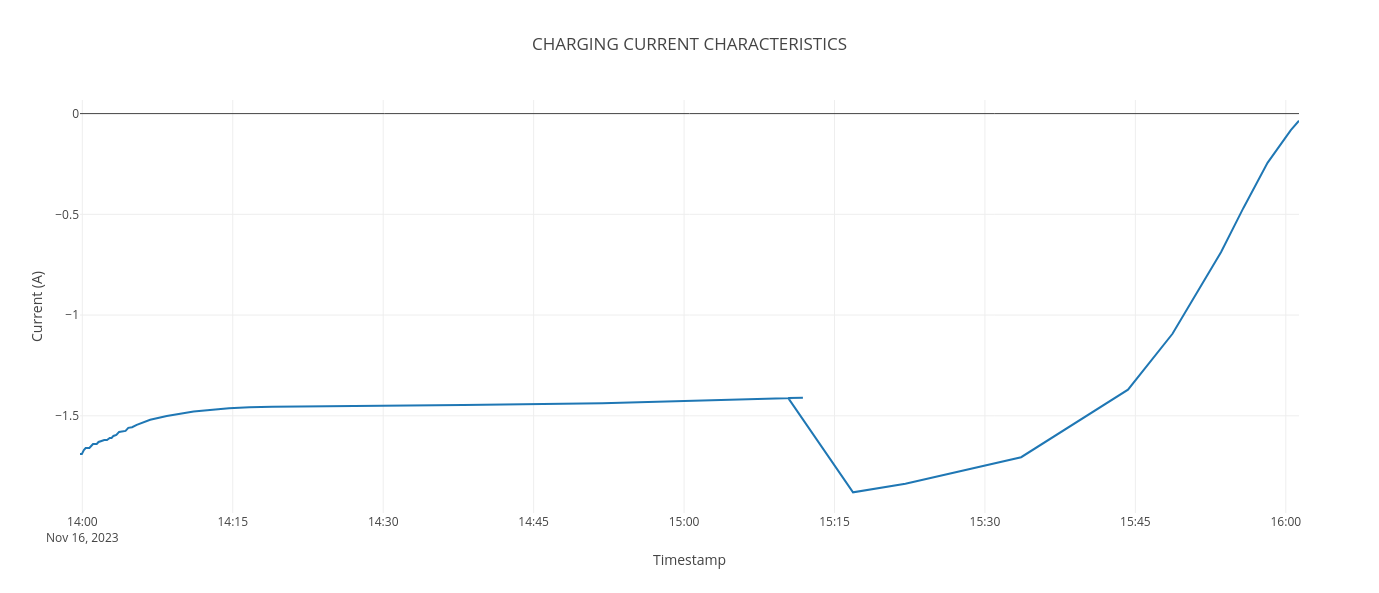 CHARGING CURRENT CHARACTERISTICS
0
−0.5
−1
−1.5
Current (A)
14:00 14:15 14:30 14:45 15:00 15:15 15:30 15:45 16:00
Nov 16, 2023
Timestamp